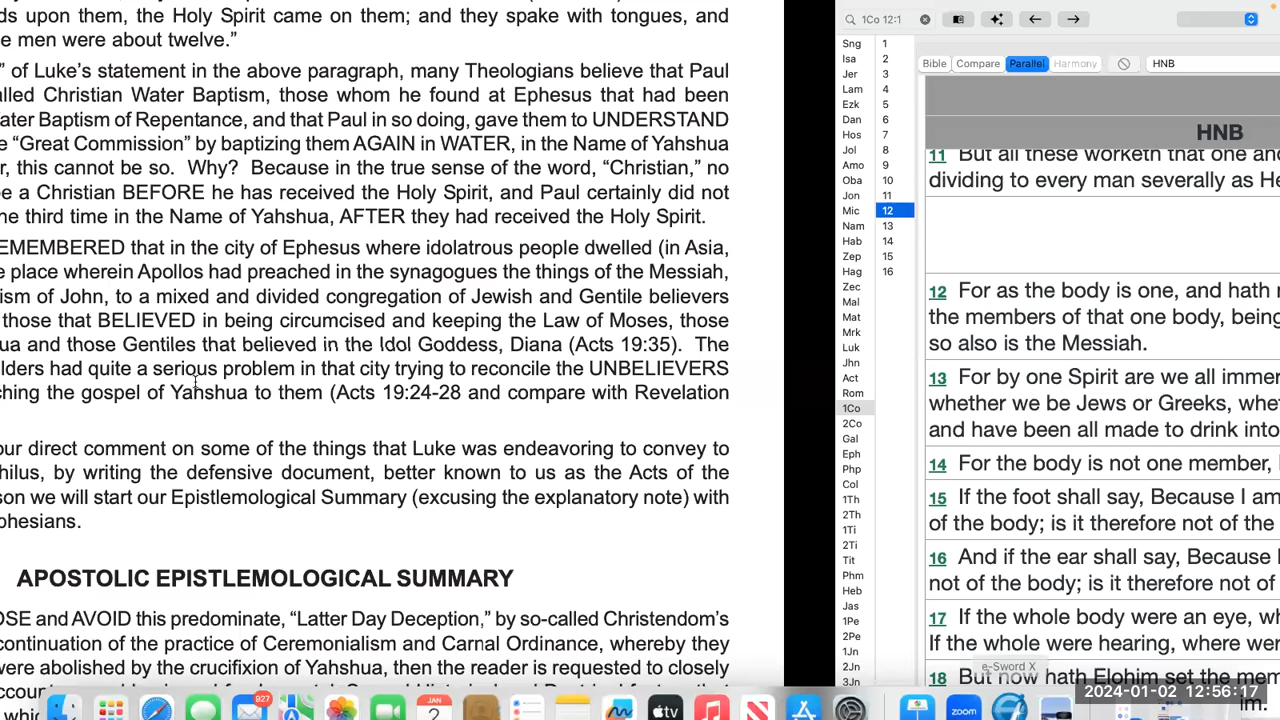 ds upon them, the Holy Spirit came on them; and they spake with tongues, and
e men were about twelve.”
” of Luke’s statement in the above paragraph, many Theologians believe that Paul
alled Christian Water Baptism, those whom he found at Ephesus that had been
ater Baptism of Repentance, and that Paul in so doing, gave them to UNDERSTAND
e “Great Commission” by baptizing them AGAIN in WATER, in the Name of Yahshua
r, this cannot be so. Why? Because in the true sense of the word, “Christian,” no
be a Christian BEFORE he has received the Holy Spirit, and Paul certainly did not
he third time in the Name of Yahshua, AFTER they had received the Holy Spirit.
EMEMBERED that in the city of Ephesus where idolatrous people dwelled (in Asia,
e place wherein Apollos had preached in the synagogues the things of the Messiah,
ism of John, to a mixed and divided congregation of Jewish and Gentile believers
those that BELIEVED in being circumcised and keeping the Law of Moses, those
ua and those Gentiles that believed in the Idol Goddess, Diana (Acts 19:35). The
lders had quite a serious problem in that city trying to reconcile the UNBELIEVERS
ching the gospel of Yahshua to them (Acts 19:24-28 and compare with Revelation
our direct comment on some of the things that Luke was endeavoring to convey to
philus, by writing the defensive document, better known to us as the Acts of the
son we will start our Epistlemological Summary (excusing the explanatory note) with
phesians.
APOSTOLIC EPISTLEMOLOGICAL SUMMARY
OSE and AVOID this predominate, “Latter Day Deception,” by so-called Christendom’s
continuation of the practice of Ceremonialism and Carnal Ordinance, whereby they
were abolished by the crucifixion of Yahshua, then the reader is requested to closely
1Co 12:1
Sng 1
Isa 2
Jer 3
Lam 4
Ezk 5
Dan 6
Hos 7
Jol 8
Amo 9
Oba 10
Jon 11
Mic 12
Nam 13
Hab 14
Zep 15
Hag 16
Zec
Mal
Mat
Mrk
Luk
Jhn
Act
Rom
1Co
2Co
Gal
Eph
Php
Col
1Th
2Th
1Ti
2Ti
Tit
Phm
Heb
Jas
1Pe
2Pe
1Jn
2Jn
3Jn
Bible Compare Parallel Harmony HNB
HNB
11 But all these worketh that one and
dividing to every man severally as He
12 For as the body is one, and hath
the members of that one body, being
so also is the Messiah.
13 For by one Spirit are we all immer
whether we be Jews or Greeks, whe
and have been all made to drink into
14 For the body is not one member,
15 If the foot shall say, Because I am
of the body; is it therefore not of the
16 And if the ear shall say, Because
not of the body; is it therefore not of
17 If the whole body were an eye, wh
If the whole were hearing, where wer
18 But now hath Elohim set the mem
e-Sword X
2024-01-02 12:56:17
im.
927
JAN
2
tv
zoom